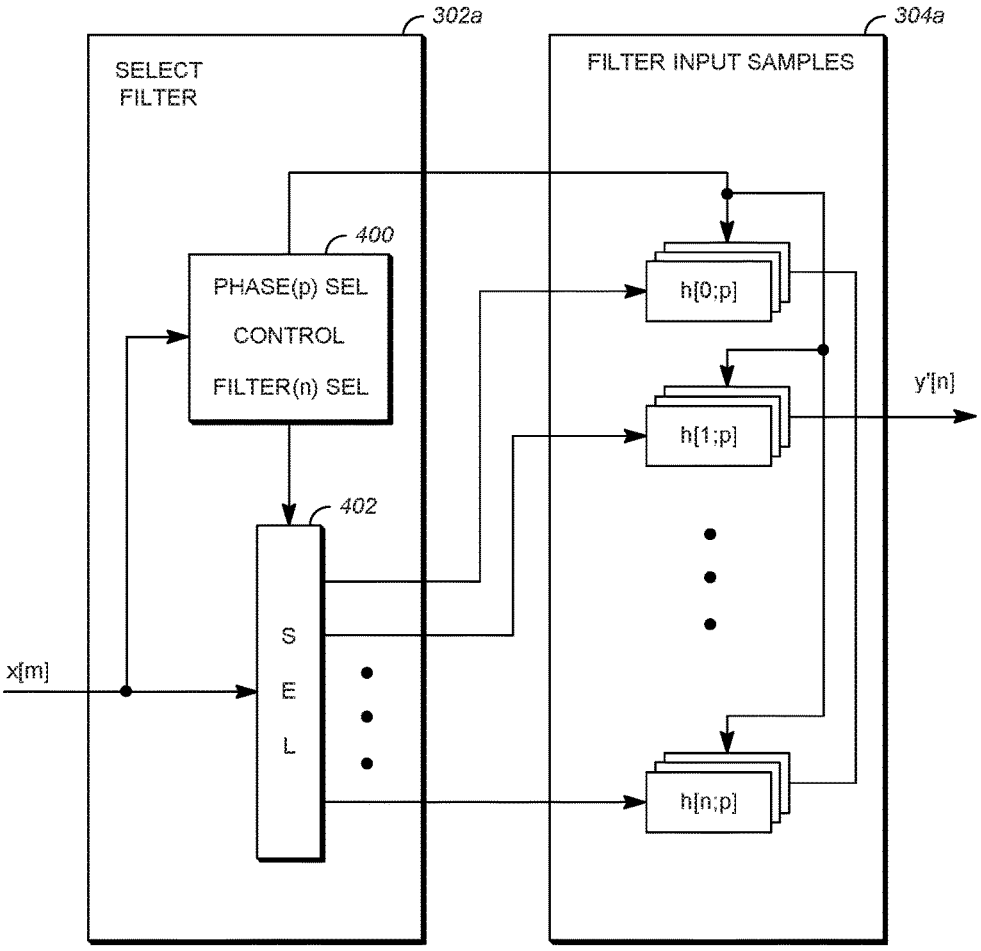 302a
304a
SELECT
FILTER
FILTER INPUT SAMPLES
400
PHASE(p) SEL
CONTROL
FILTER(n) SEL
h[0;p]
h[1;p]
y'[n]
402
S
E
L
x[m]
h[n;p]